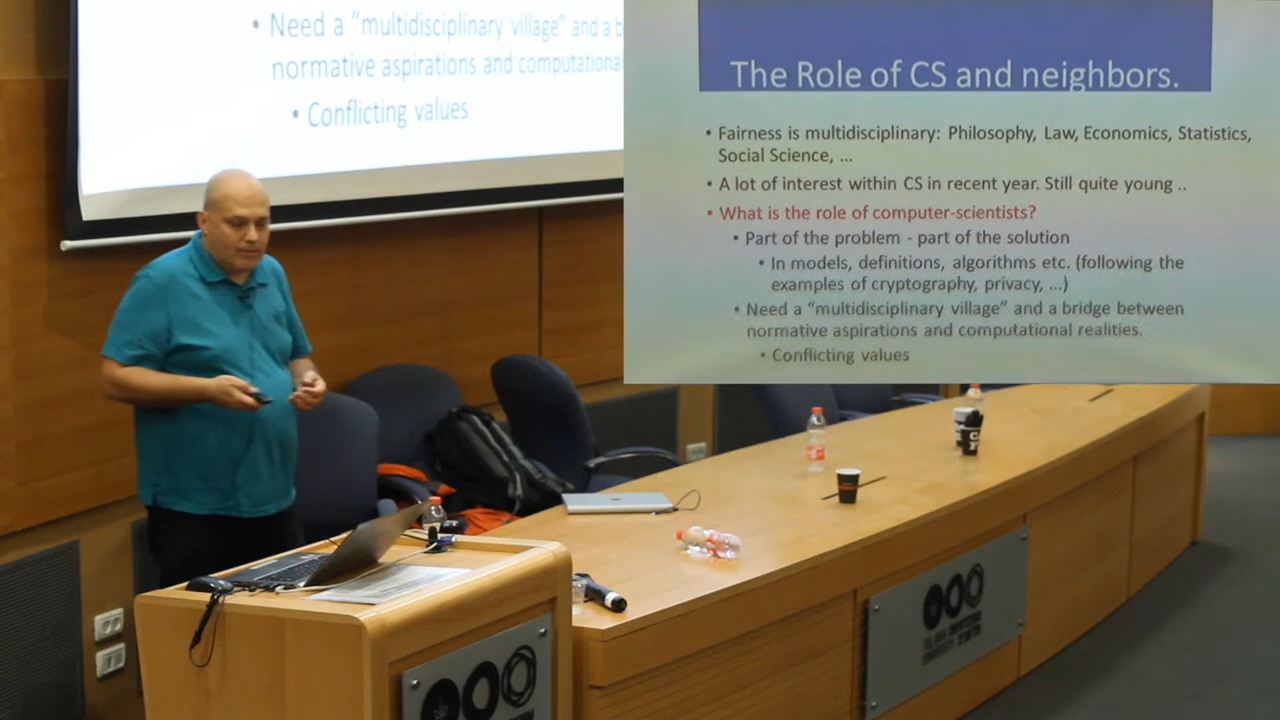 • Need a “multidisciplinary village” and a b
normative aspirations and computationa
• Conflicting values
The Role of CS and neighbors.
• Fairness is multidisciplinary: Philosophy, Law, Economics, Statistics,
Social Science, ...
• A lot of interest within CS in recent year. Still quite young ..
• What is the role of computer-scientists?
• Part of the problem - part of the solution
• In models, definitions, algorithms etc. (following the
examples of cryptography, privacy, ...)
• Need a “multidisciplinary village” and a bridge between
normative aspirations and computational realities.
• Conflicting values
TEL AVIV
UNIVERSITY